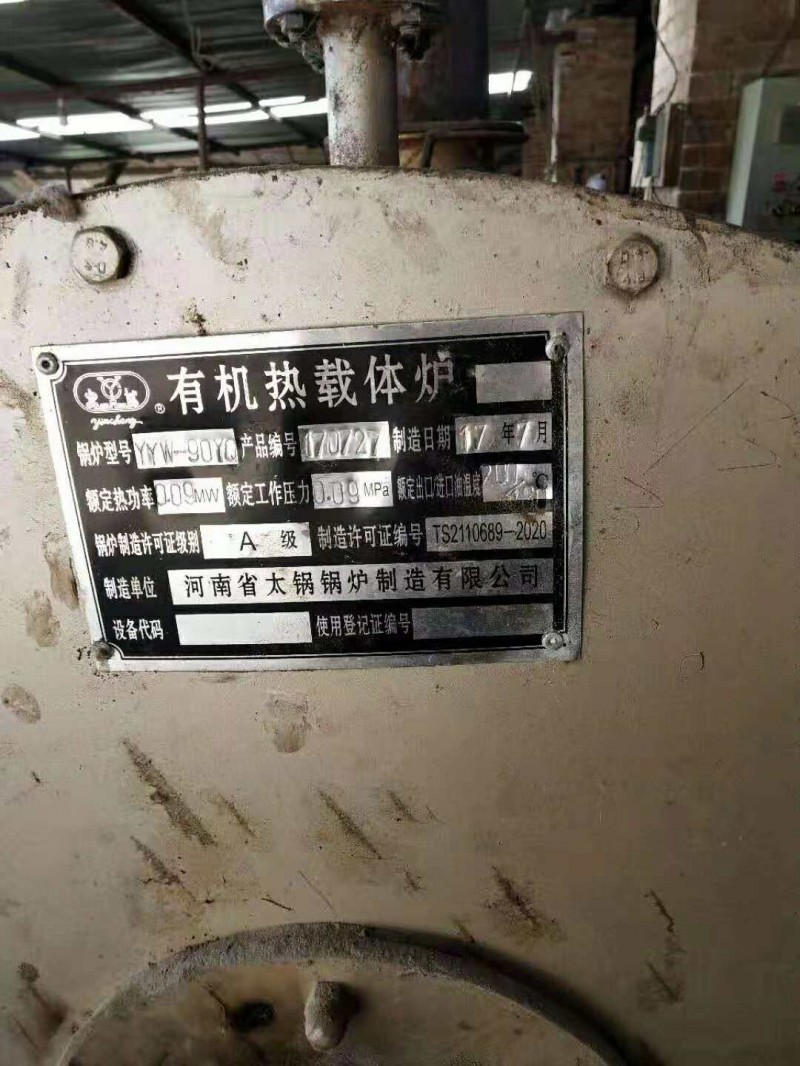 有机热载体炉
® yincheng
锅炉型号 YYW-90YQ 产品编号 170727 制造日期 17 年 7 月
额定热功率 0.09 MW 额定工作压力 0.09 MPa 额定出口/进口油温度 ℃
锅炉制造许可证级别 A 级 制造许可证编号 TS2110689-2020
制造单位 河南省太锅锅炉制造有限公司
设备代码 使用登记证编号